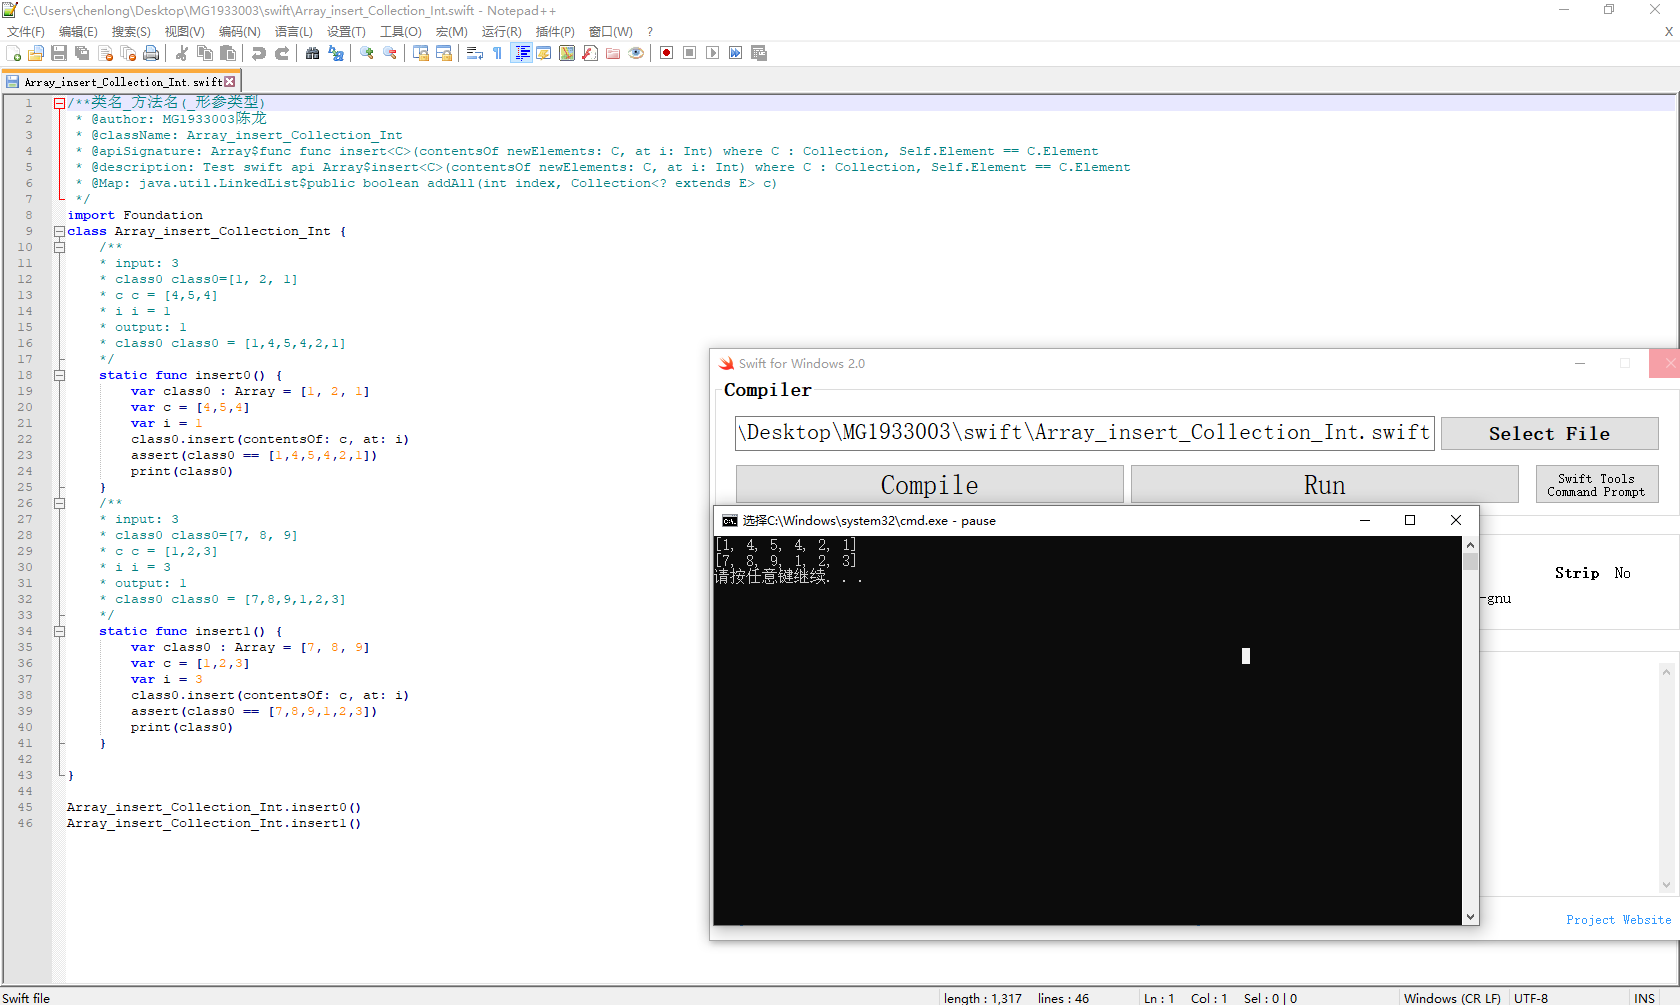 C:\Users\chenlong\Desktop\MG1933003\swift\Array_insert_Collection_Int.swift - Notepad++
文件(F) 编辑(E) 搜索(S) 视图(V) 编码(N) 语言(L) 设置(T) 工具(O) 宏(M) 运行(R) 插件(P) 窗口(W) ? X
Array_insert_Collection_Int.swift
1 /**类名_方法名(_形参类型)
2 * @author: MG1933003陈龙
3 * @className: Array_insert_Collection_Int
4 * @apiSignature: Array$func func insert<C>(contentsOf newElements: C, at i: Int) where C : Collection, Self.Element == C.Element
5 * @description: Test swift api Array$insert<C>(contentsOf newElements: C, at i: Int) where C : Collection, Self.Element == C.Element
6 * @Map: java.util.LinkedList$public boolean addAll(int index, Collection<? extends E> c)
7 */
8 import Foundation
9 class Array_insert_Collection_Int {
10 /**
11 * input: 3
12 * class0 class0=[1, 2, 1]
13 * c c = [4,5,4]
14 * i i = 1
15 * output: 1
16 * class0 class0 = [1,4,5,4,2,1]
17 */
18 static func insert0() {
19 var class0 : Array = [1, 2, 1]
20 var c = [4,5,4]
21 var i = 1
22 class0.insert(contentsOf: c, at: i)
23 assert(class0 == [1,4,5,4,2,1])
24 print(class0)
25 }
26 /**
27 * input: 3
28 * class0 class0=[7, 8, 9]
29 * c c = [1,2,3]
30 * i i = 3
31 * output: 1
32 * class0 class0 = [7,8,9,1,2,3]
33 */
34 static func insert1() {
35 var class0 : Array = [7, 8, 9]
36 var c = [1,2,3]
37 var i = 3
38 class0.insert(contentsOf: c, at: i)
39 assert(class0 == [7,8,9,1,2,3])
40 print(class0)
41 }
42
43 }
44
45 Array_insert_Collection_Int.insert0()
46 Array_insert_Collection_Int.insert1()
Swift for Windows 2.0
Compiler
\Desktop\MG1933003\swift\Array_insert_Collection_Int.swift
Select File
Compile
Run
Swift Tools
Command Prompt
选择C:\Windows\system32\cmd.exe - pause
[1, 4, 5, 4, 2, 1]
[7, 8, 9, 1, 2, 3]
请按任意键继续. . .
Strip No
-gnu
Project Website
Swift file length : 1,317 lines : 46 Ln : 1 Col : 1 Sel : 0 | 0 Windows (CR LF) UTF-8 INS